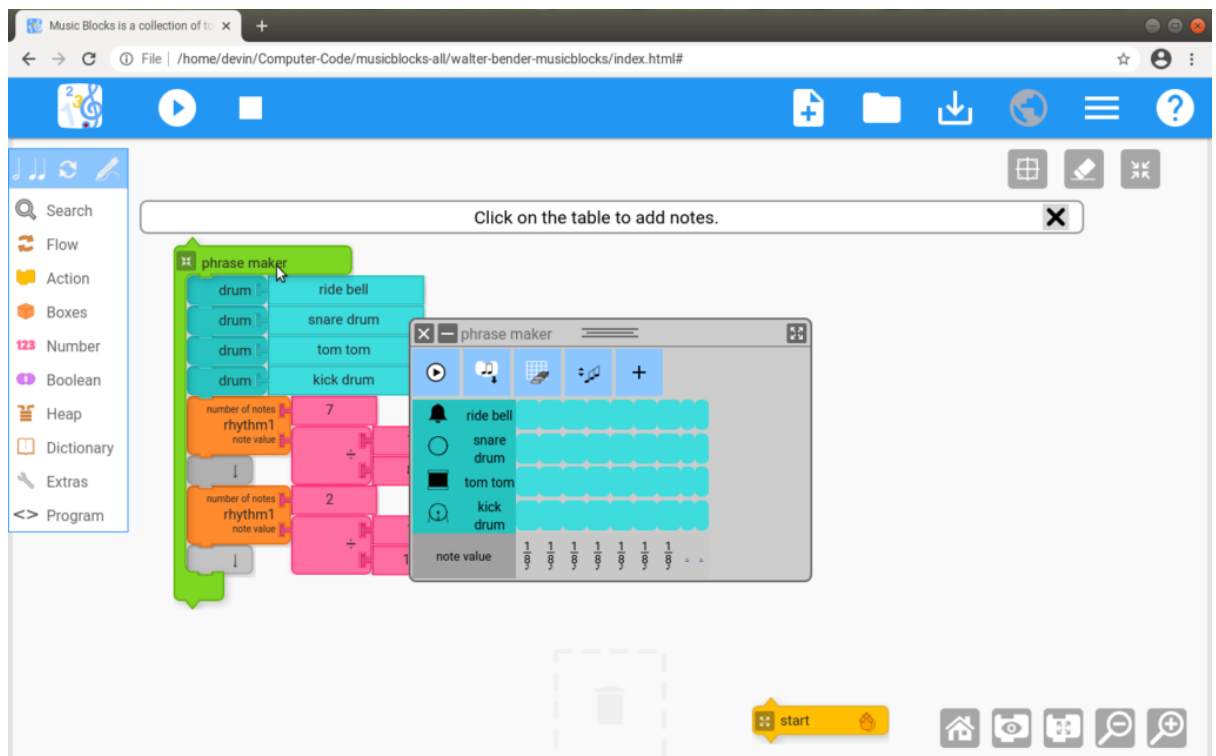 Music Blocks is a collection of to
File | /home/devin/Computer-Code/musicblocks-all/walter-bender-musicblocks/index.html#
Search
Flow
Action
Boxes
123 Number
Boolean
Heap
Dictionary
Extras
<> Program
Click on the table to add notes.
phrase maker
drum ride bell
drum snare drum
drum tom tom
drum kick drum
number of notes 7
rhythm1
note value
÷
number of notes 2
rhythm1
note value
÷
1
phrase maker
ride bell
snare
drum
tom tom
kick
drum
note value 1/8 1/8 1/8 1/8 1/8 1/8 1/8
start